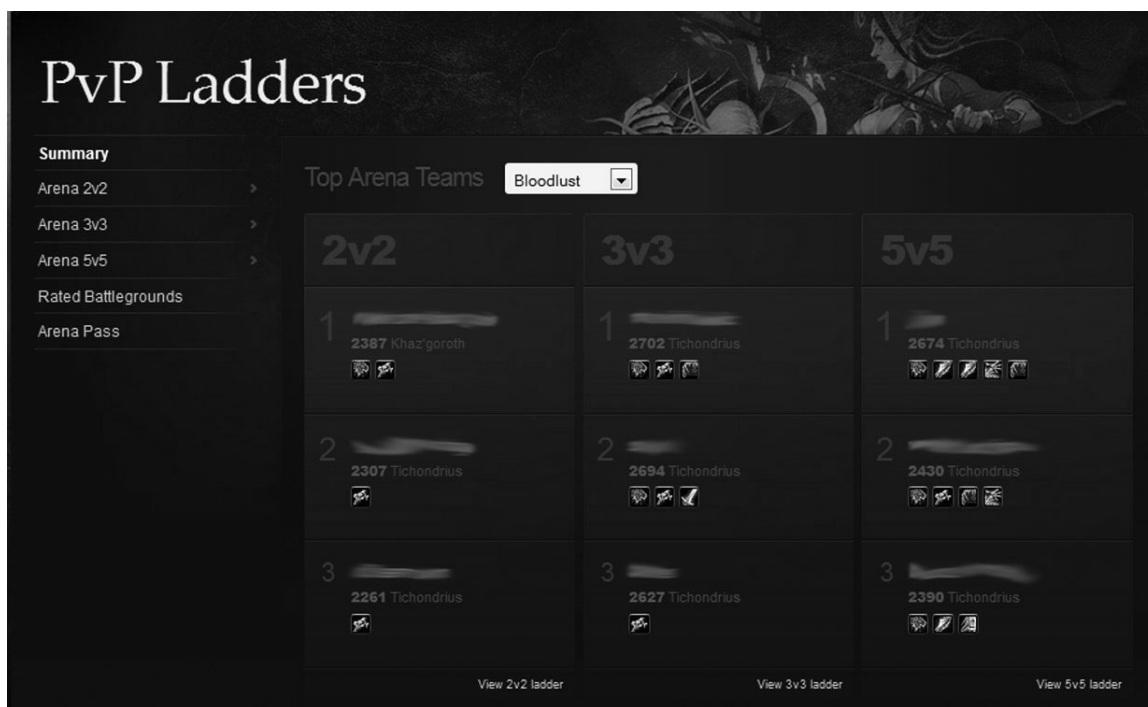 PvP Ladders
Summary
Arena 2v2
Arena 3v3
Arena 5v5
Rated Battlegrounds
Arena Pass
Top Arena Teams Bloodlust
2v2 3v3 5v5
1 1 1
2387 Khaz'goroth 2702 Tichondrius 2674 Tichondrius
2 2 2
2307 Tichondrius 2694 Tichondrius 2430 Tichondrius
3 3 3
2261 Tichondrius 2627 Tichondrius 2390 Tichondrius
View 2v2 ladder View 3v3 ladder View 5v5 ladder